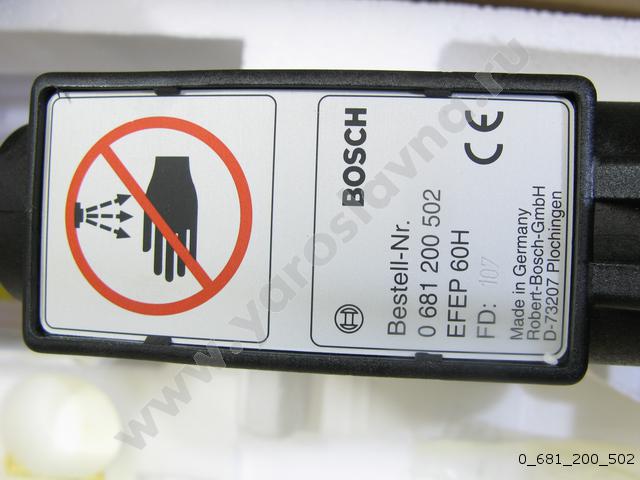 BOSCH
CE
Bestell-Nr.
0 681 200 502
EFEP 60H
FD: 107
Made in Germany
Robert-Bosch-GmbH
D-73207 Plochingen
www.yaroslavna.ru
0_681_200_502